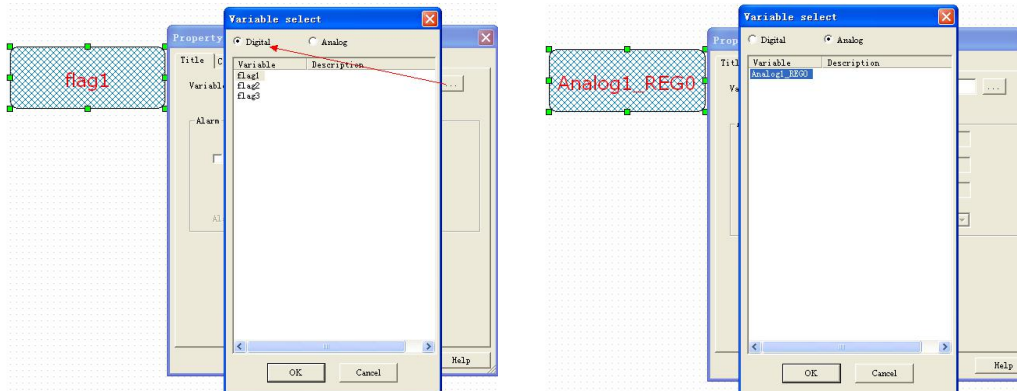 Variable select
Property
Digital Analog
Title C
Variable Description
flag1
flag2
flag3
Variabl
...
flag1
Alarm
Al
OK Cancel
Help
Variable select
Prop
Digital Analog
Titl
Variable Description
Analog1_REG0
Va
...
Analog1_REG0
A
OK Cancel
Help